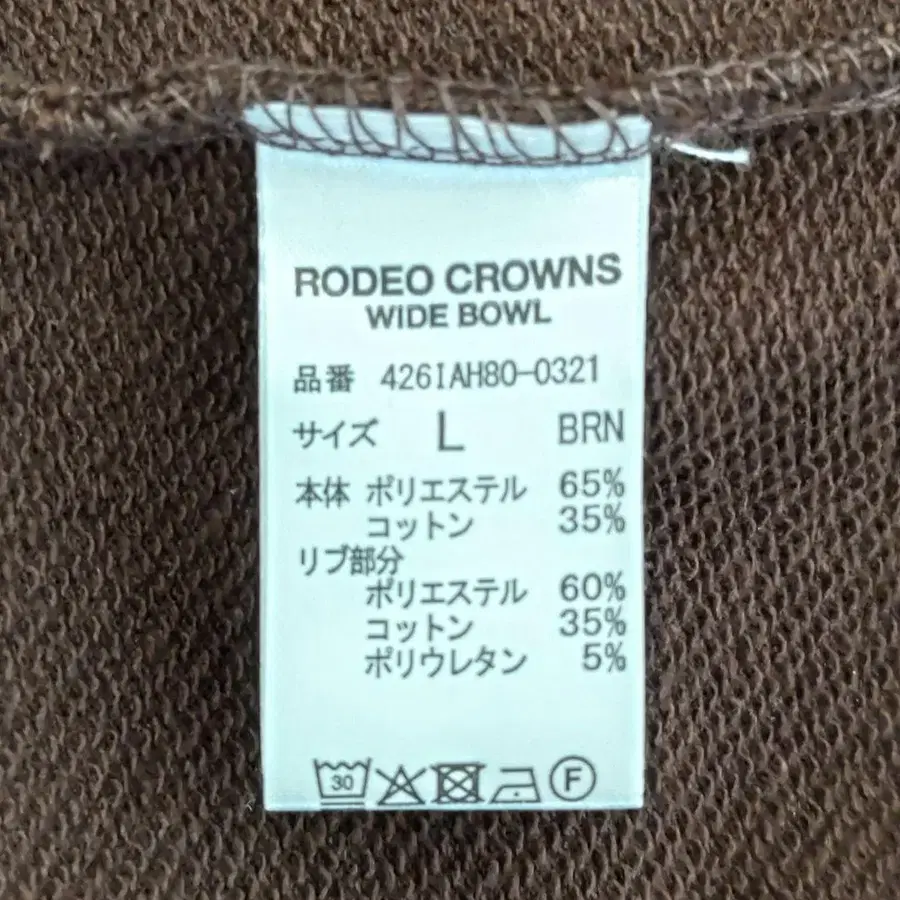 RODEO CROWNS
WIDE BOWL
品番 426IAH80-0321
サイズ L BRN
本体 ポリエステル 65%
コットン 35%
リブ部分
ポリエステル 60%
コットン 35%
ポリウレタン 5%
30 F